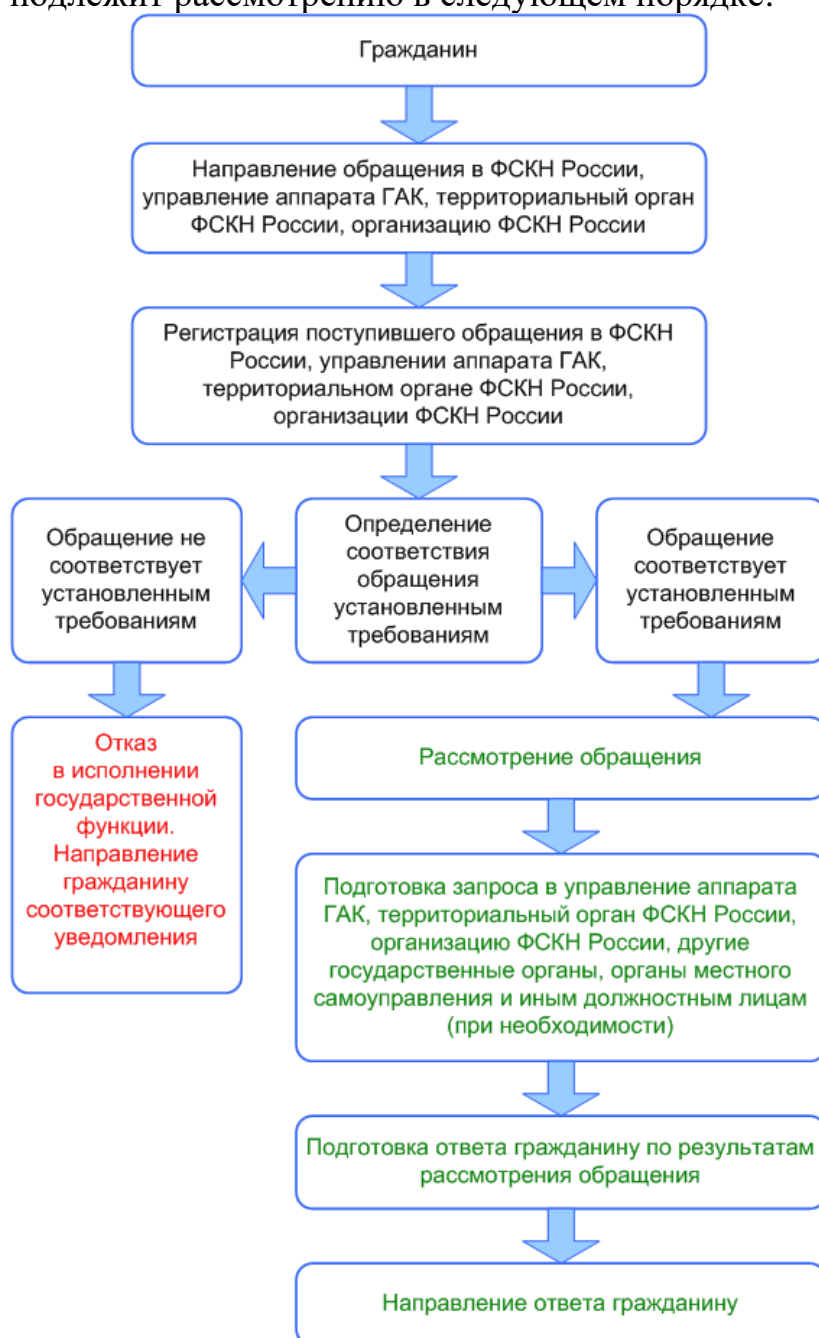 подлежит рассмотрению в следующем порядке:
Гражданин
Направление обращения в ФСКН России,
управление аппарата ГАК, территориальный орган
ФСКН России, организацию ФСКН России
Регистрация поступившего обращения в ФСКН
России, управлении аппарата ГАК,
территориальном органе ФСКН России,
организации ФСКН России
Обращение не
соответствует
установленным
требованиям
Определение
соответствия
обращения
установленным
требованиям
Обращение
соответствует
установленным
требованиям
Отказ
в исполнении
государственной
функции.
Направление
гражданину
соответствующего
уведомления
Рассмотрение обращения
Подготовка запроса в управление аппарата
ГАК, территориальный орган ФСКН России,
организацию ФСКН России, другие
государственные органы, органы местного
самоуправления и иным должностным лицам
(при необходимости)
Подготовка ответа гражданину по результатам
рассмотрения обращения
Направление ответа гражданину